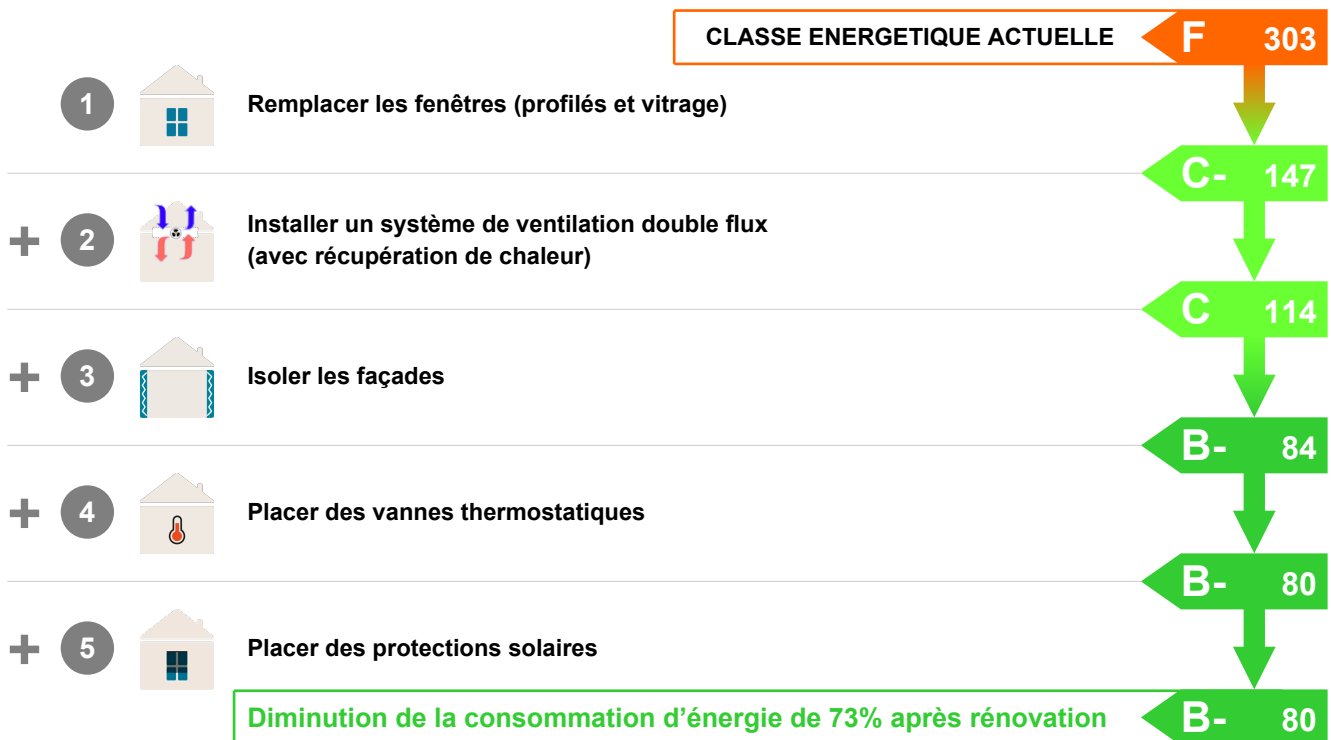 CLASSE ENERGETIQUE ACTUELLE F 303
1 Remplacer les fenêtres (profilés et vitrage)
C- 147
+ 2 Installer un système de ventilation double flux
(avec récupération de chaleur)
C 114
+ 3 Isoler les façades
B- 84
+ 4 Placer des vannes thermostatiques
B- 80
+ 5 Placer des protections solaires
Diminution de la consommation d’énergie de 73% après rénovation B- 80